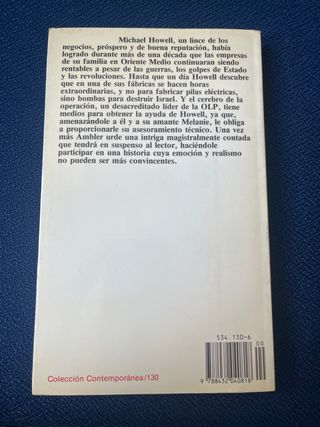 Michael Howell, un lince de los
negocios, próspero y de buena reputación, había
logrado durante más de una década que las empresas
de su familia en Oriente Medio continuaran siendo
rentables a pesar de las guerras, los golpes de Estado
y las revoluciones. Hasta que un día Howell descubre
que en una de sus fábricas se hacen horas
extraordinarias, y no para fabricar pilas eléctricas,
sino bombas para destruir Israel. Y el cerebro de la
operación, un desacreditado líder de la OLP, tiene
medios para obtener la ayuda de Howell, ya que,
amenazándole a él y a su amante Melanie, le obliga
a proporcionarle su asesoramiento técnico. Una vez
más Ambler urde una intriga magistralmente contada
que tendrá en suspenso al lector, haciéndole
participar en una historia cuya emoción y realismo
no pueden ser más convincentes.
534.130-6
00
9 788432 040818
Colección Contemporánea/130